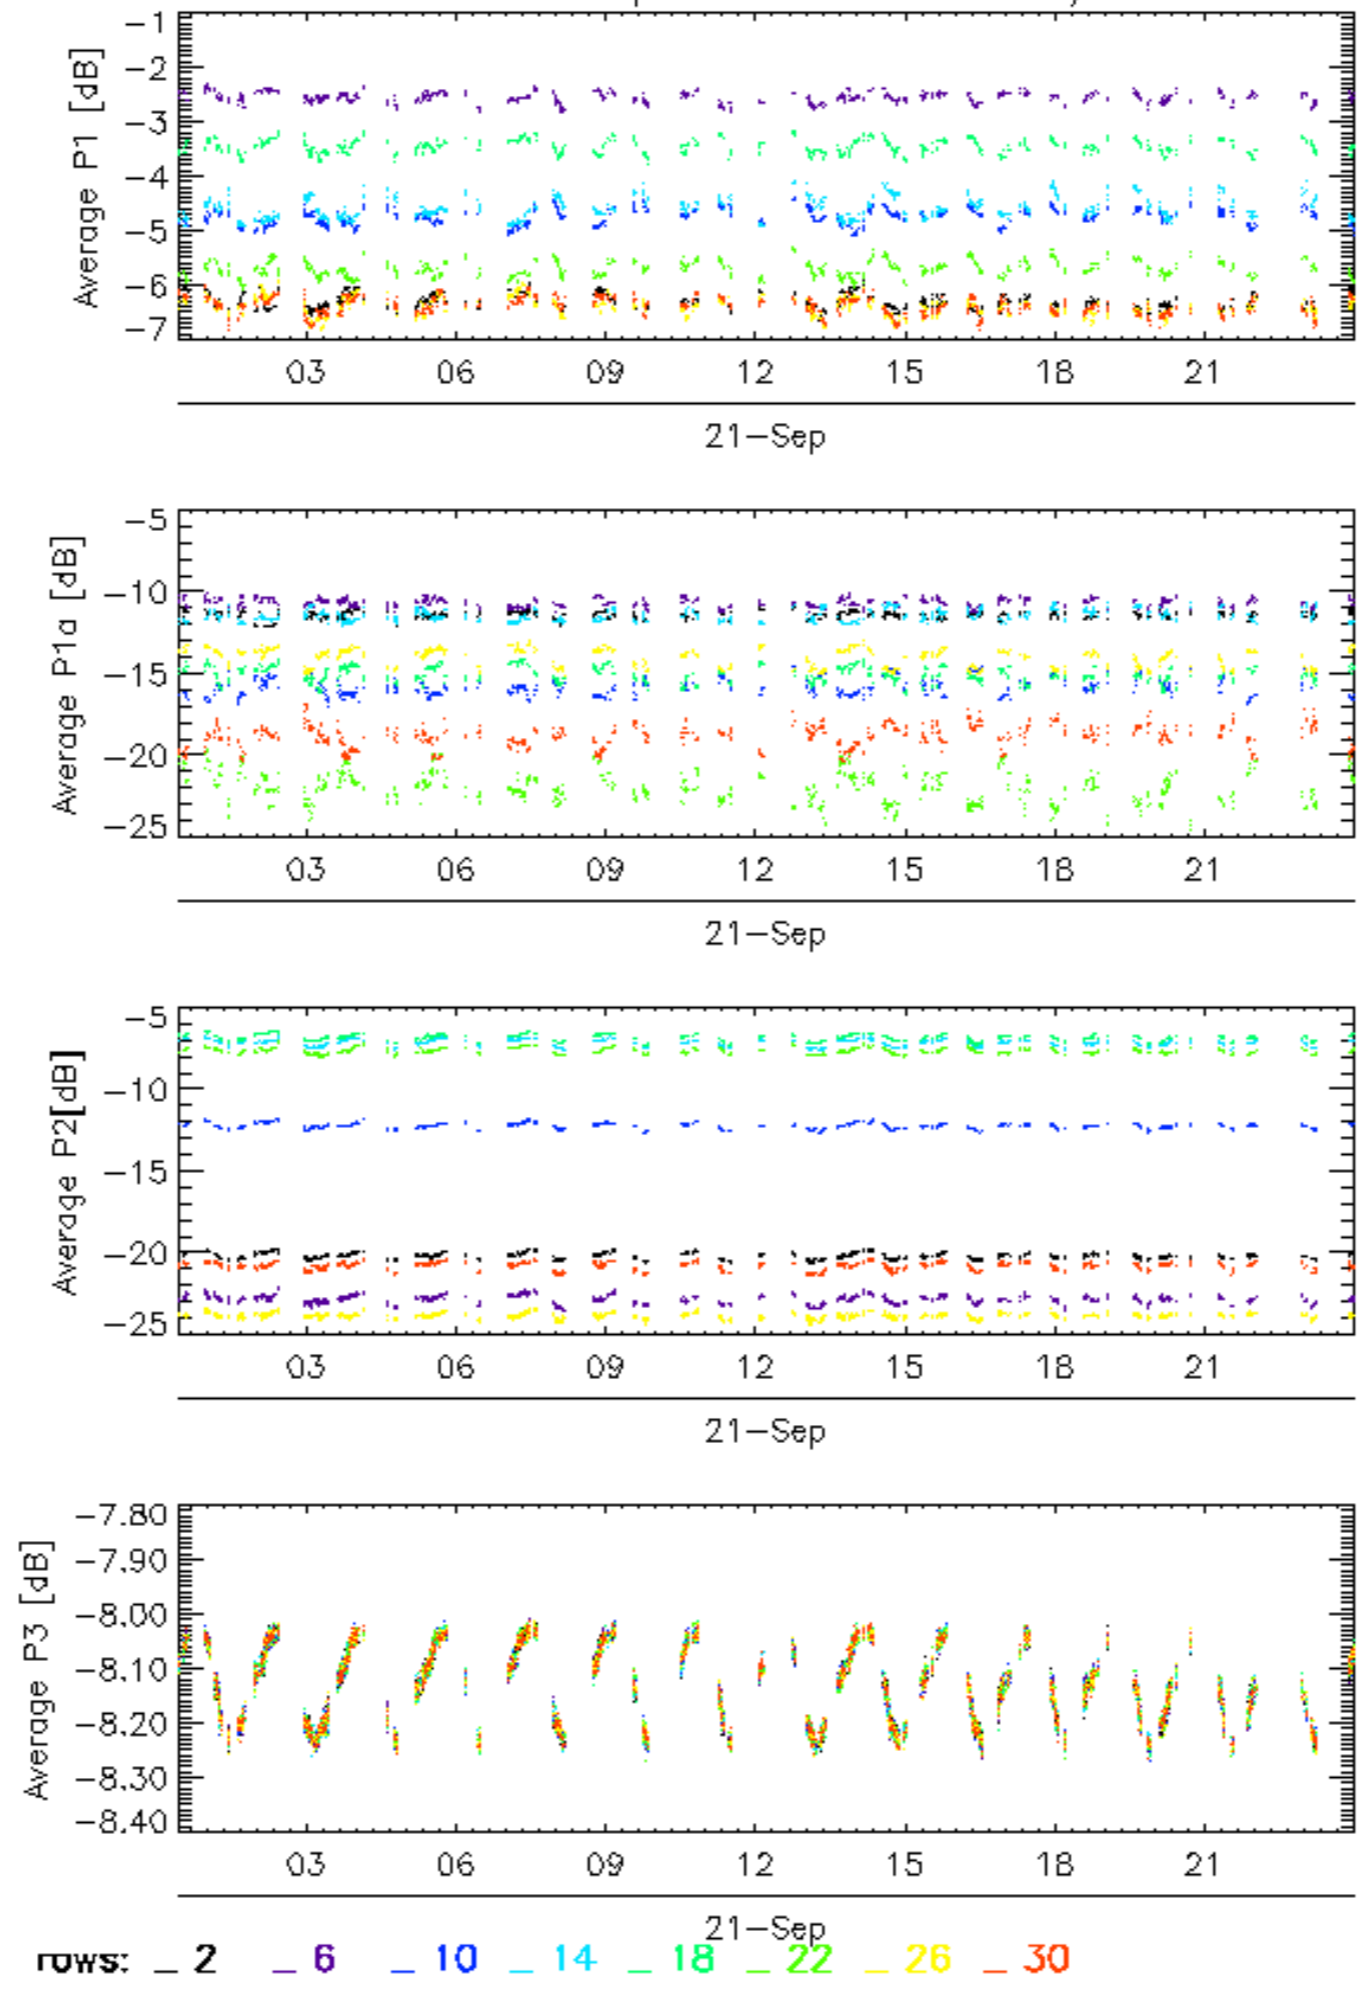 Average P1 [dB]
-1
-2
-3
-4
-5
-6
-7
03 06 09 12 15 18 21
21-Sep
Average P1a [dB]
-5
-10
-15
-20
-25
03 06 09 12 15 18 21
21-Sep
Average P2[dB]
-5
-10
-15
-20
-25
03 06 09 12 15 18 21
21-Sep
Average P3 [dB]
-7.80
-7.90
-8.00
-8.10
-8.20
-8.30
-8.40
03 06 09 12 15 18 21
21-Sep
rows: _ 2 _ 6 _ 10 _ 14 _ 18 _ 22 _ 26 _ 30